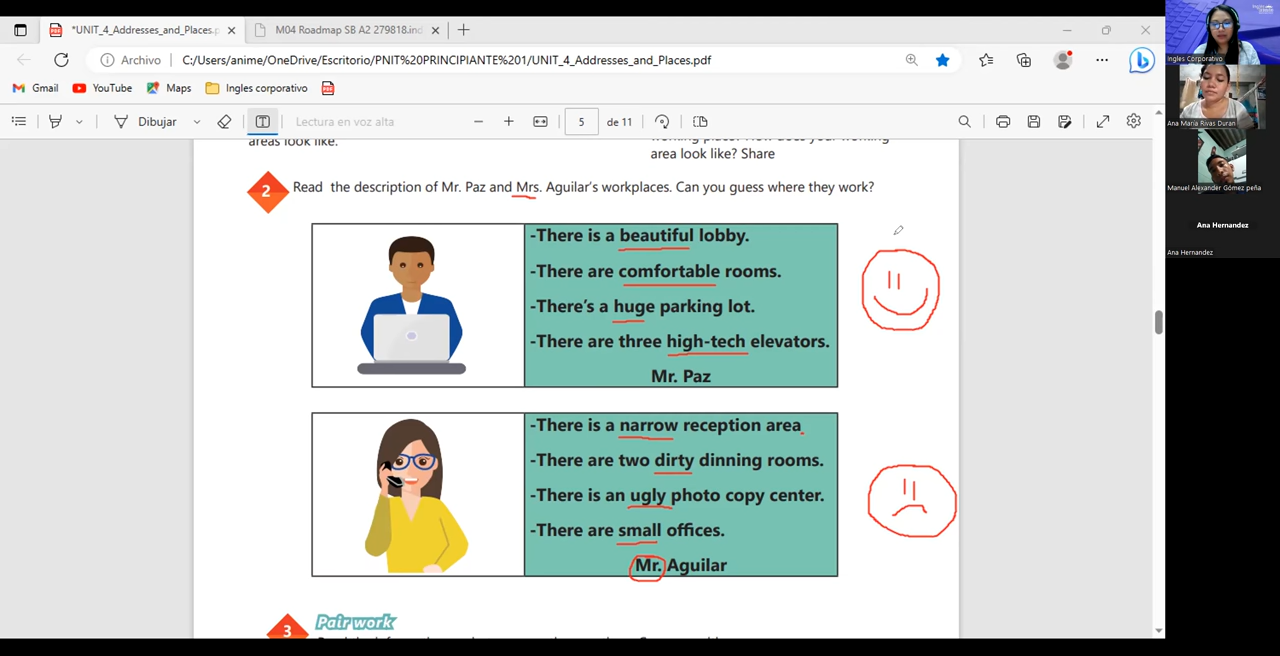 *UNIT_4_Addresses_and_Places.p
M04 Roadmap SB A2 279818.ind
Archivo
C:/Users/anime/OneDrive/Escritorio/PNIT%20PRINCIPIANTE%201/UNIT_4_Addresses_and_Places.pdf
Gmail YouTube Maps Ingles corporativo
Dibujar
Lectura en voz alta
5 de 11
areas look like.
area look like? Share
2 Read the description of Mr. Paz and Mrs. Aguilar's workplaces. Can you guess where they work?
-There is a beautiful lobby.
-There are comfortable rooms.
-There's a huge parking lot.
-There are three high-tech elevators.
Mr. Paz
-There is a narrow reception area
-There are two dirty dinning rooms.
-There is an ugly photo copy center.
-There are small offices.
Mr. Aguilar
3 Pair work
Ingles Corporativo
Ana Maria Rivas Duran
Manuel Alexander Gómez peña
Ana Hernandez
Ana Hernandez